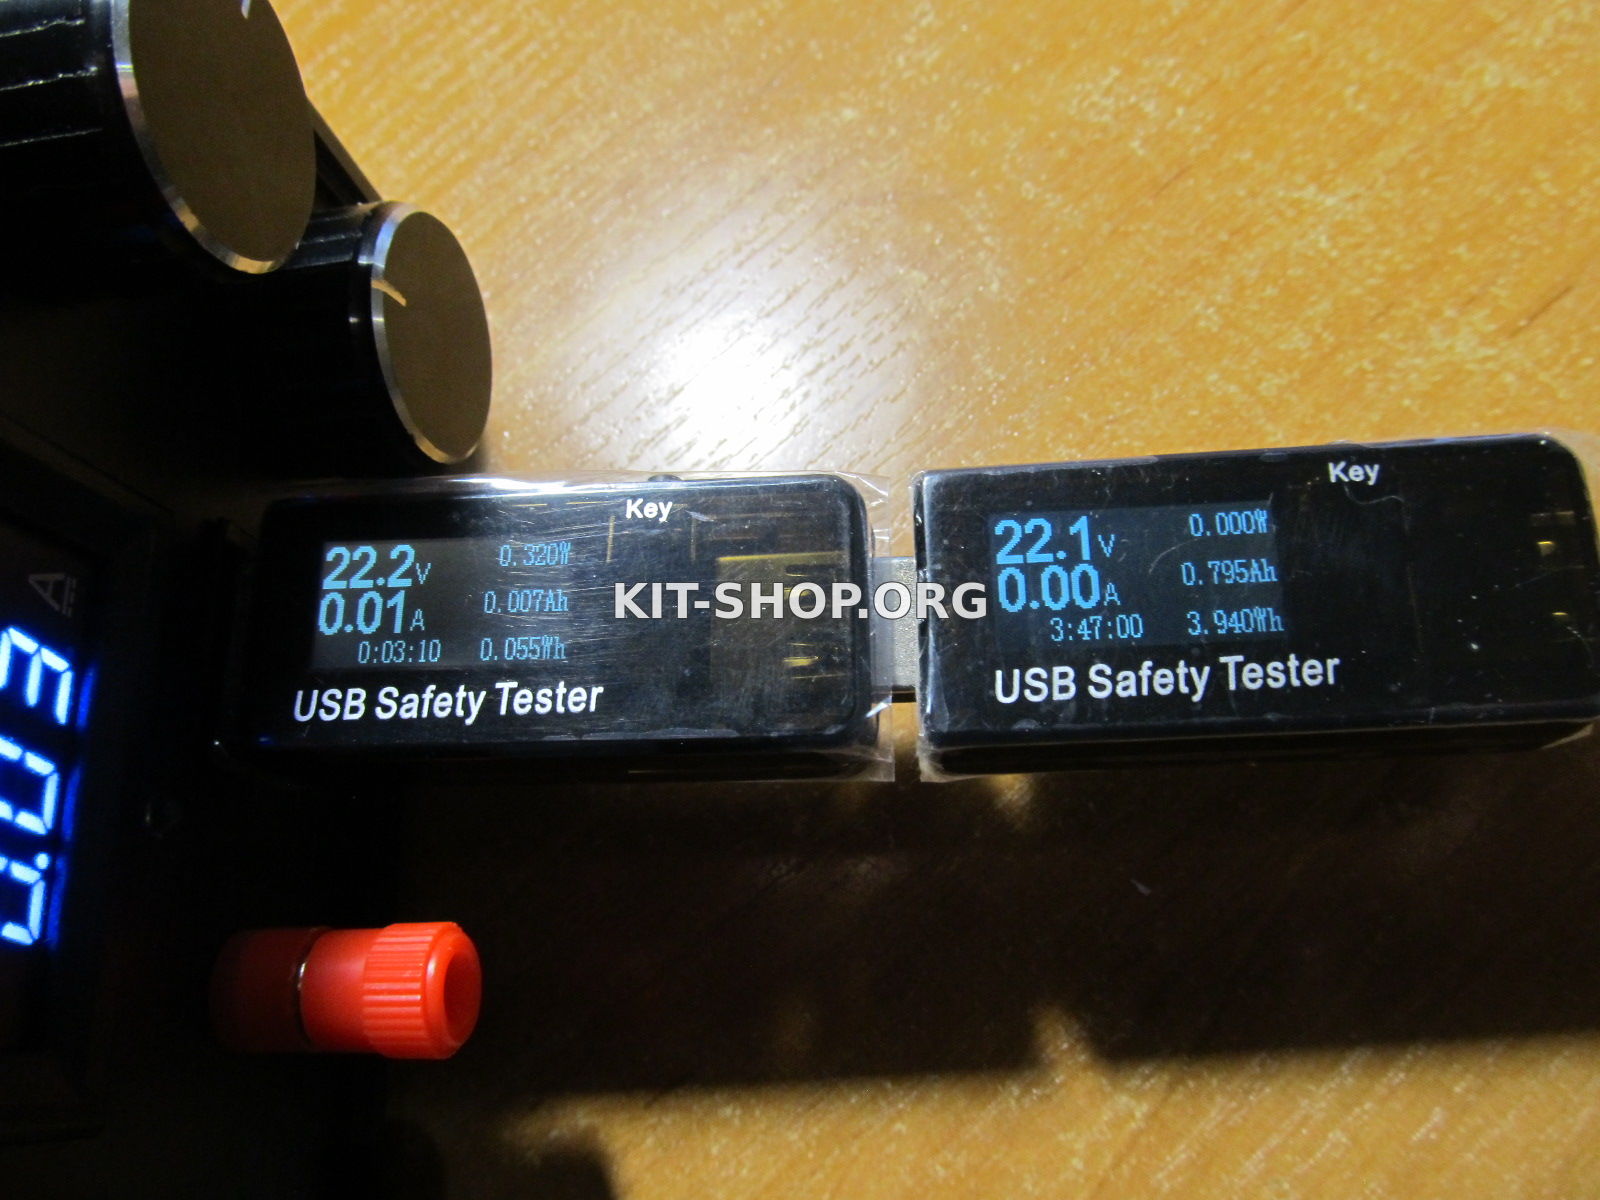 Key
22.2V 0.320W
0.01A 0.007Ah
0:03:10 0.055Wh
USB Safety Tester
Key
22.1V 0.000W
0.00A 0.795Ah
3:47:00 3.940Wh
USB Safety Tester
KIT-SHOP.ORG
A